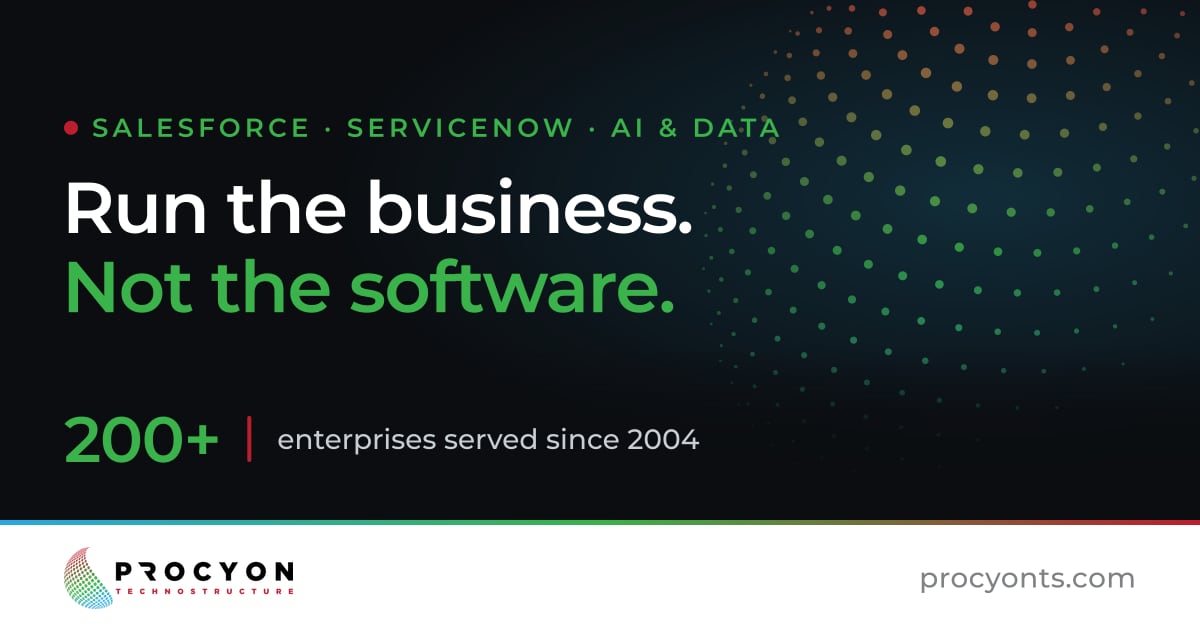 SALESFORCE · SERVICENOW · AI & DATA
Run the business.
Not the software.
200+ | enterprises served since 2004
PROCYON
TECHNOSTRUCTURE
procyonts.com